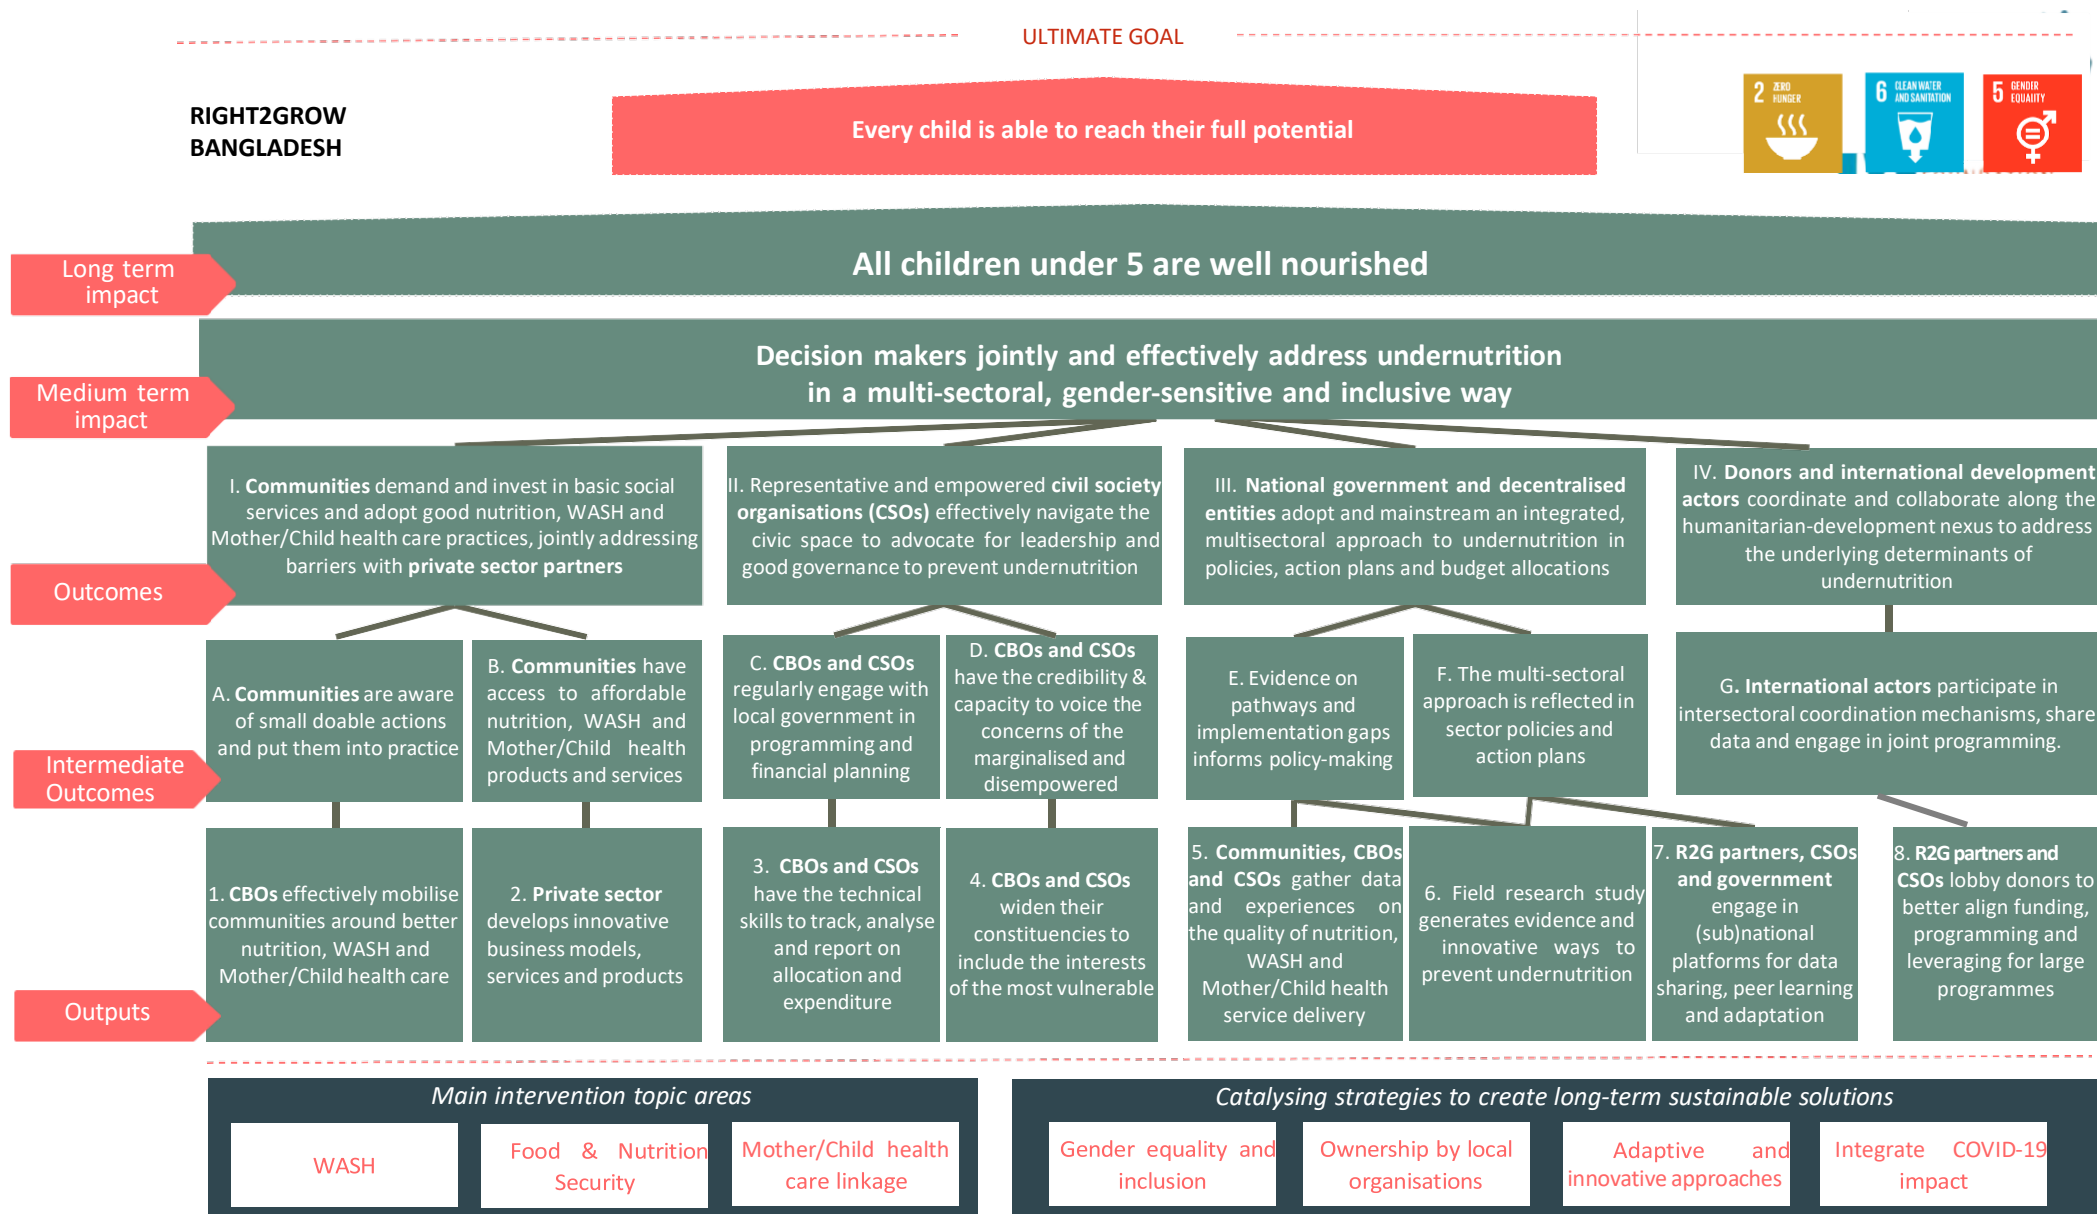 ULTIMATE GOAL
RIGHT2GROW
BANGLADESH
Every child is able to reach their full potential
2 ZERO
HUNGER
6 CLEAN WATER
AND SANITATION
5 GENDIR
EQUAIITY
Long term
impact
All children under 5 are well nourished
Medium term
impact
Decision makers jointly and effectively address undernutrition
in a multi-sectoral, gender-sensitive and inclusive way
Outcomes
I. Communities demand and invest in basic social
services and adopt good nutrition, WASH and
Mother/Child health care practices, jointly addressing
barriers with private sector partners
II. Representative and empowered civil society
organisations (CSOs) effectively navigate the
civic space to advocate for leadership and
good governance to prevent undernutrition
III. National government and decentralised
entities adopt and mainstream an integrated,
multisectoral approach to undernutrition in
policies, action plans and budget allocations
IV. Donors and international development
actors coordinate and collaborate along the
humanitarian-development nexus to address
the underlying determinants of
undernutrition
Intermediate
Outcomes
A. Communities are aware
of small doable actions
and put them into practice
B. Communities have
access to affordable
nutrition, WASH and
Mother/Child health
products and services
C. CBOs and CSOs
regularly engage with
local government in
programming and
financial planning
D. CBOs and CSOs
have the credibility &
capacity to voice the
concerns of the
marginalised and
disempowered
E. Evidence on
pathways and
implementation gaps
informs policy-making
F. The multi-sectoral
approach is reflected in
sector policies and
action plans
G. International actors participate in
intersectoral coordination mechanisms, share
data and engage in joint programming.
Outputs
1. CBOs effectively mobilise
communities around better
nutrition, WASH and
Mother/Child health care
2. Private sector
develops innovative
business models,
services and products
3. CBOs and CSOs
have the technical
skills to track, analyse
and report on
allocation and
expenditure
4. CBOs and CSOs
widen their
constituencies to
include the interests
of the most vulnerable
5. Communities, CBOs
and CSOs gather data
and experiences on
the quality of nutrition,
WASH and
Mother/Child health
service delivery
6. Field research study
generates evidence and
innovative ways to
prevent undernutrition
7. R2G partners, CSOs
and government
engage in
(sub)national
platforms for data
sharing, peer learning
and adaptation
8. R2G partners and
CSOs lobby donors to
better align funding,
programming and
leveraging for large
programmes
Main intervention topic areas
WASH
Food & Nutrition
Security
Mother/Child health
care linkage
Catalysing strategies to create long-term sustainable solutions
Gender equality and
inclusion
Ownership by local
organisations
Adaptive and
innovative approaches
Integrate COVID-19
impact